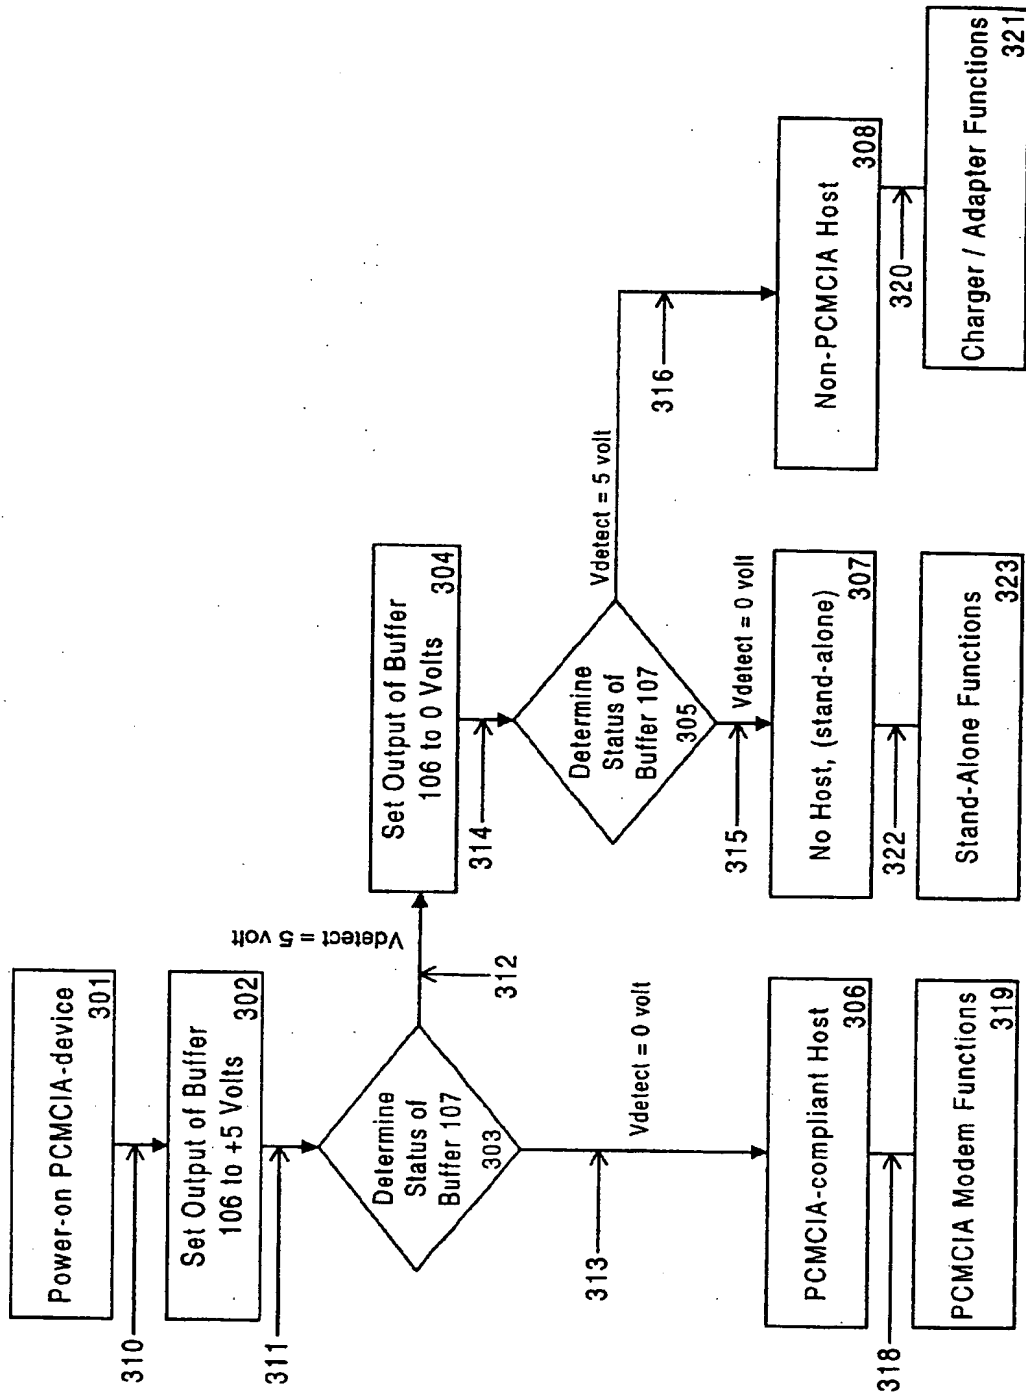 Power-on PCMCIA-device
301
310
Set Output of Buffer
106 to +5 Volts
302
311
Determine
Status of
Buffer 107
303
Vdetect = 5 volt
312
Set Output of Buffer
106 to 0 Volts
304
314
Determine
Status of
Buffer 107
305
Vdetect = 5 volt
316
Vdetect = 0 volt
315
Vdetect = 0 volt
313
PCMCIA-compliant Host
306
318
PCMCIA Modem Functions
319
No Host, (stand-alone)
307
322
Stand-Alone Functions
323
Non-PCMCIA Host
308
320
Charger / Adapter Functions
321